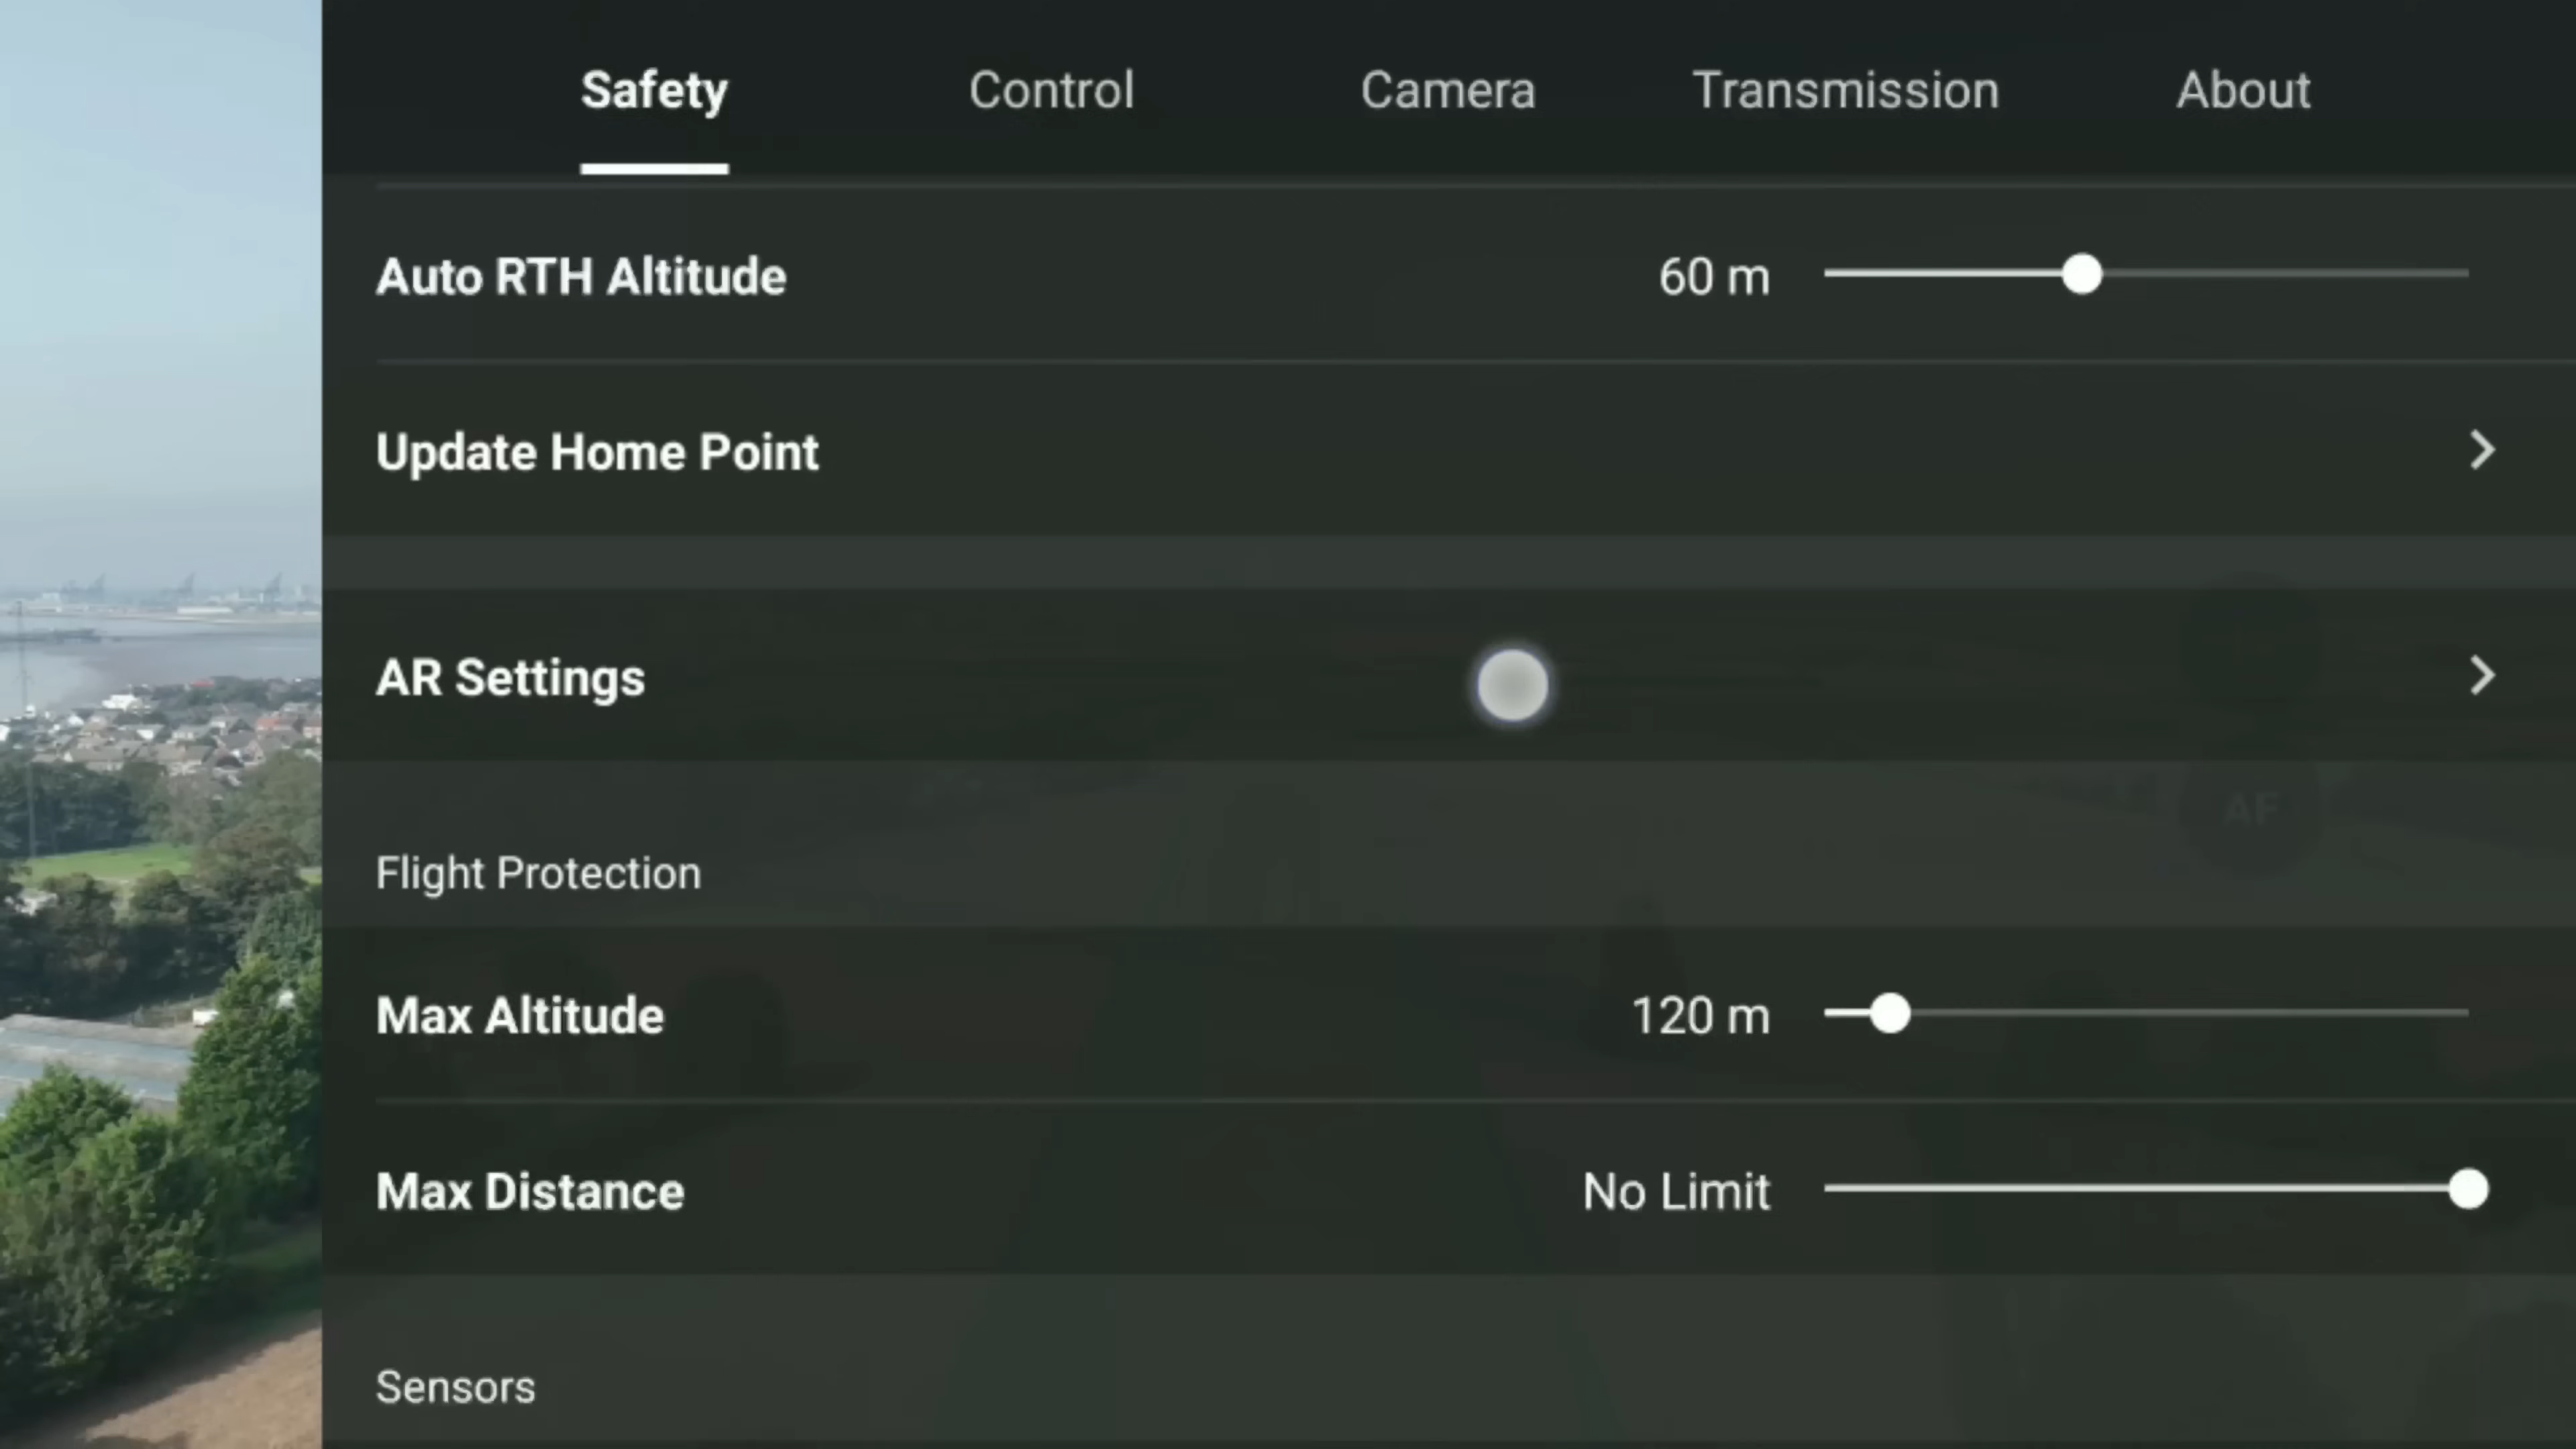 Safety Control Camera Transmission About
Auto RTH Altitude 60 m
Update Home Point
AR Settings
AF
Flight Protection
Max Altitude 120 m
Max Distance No Limit
Sensors